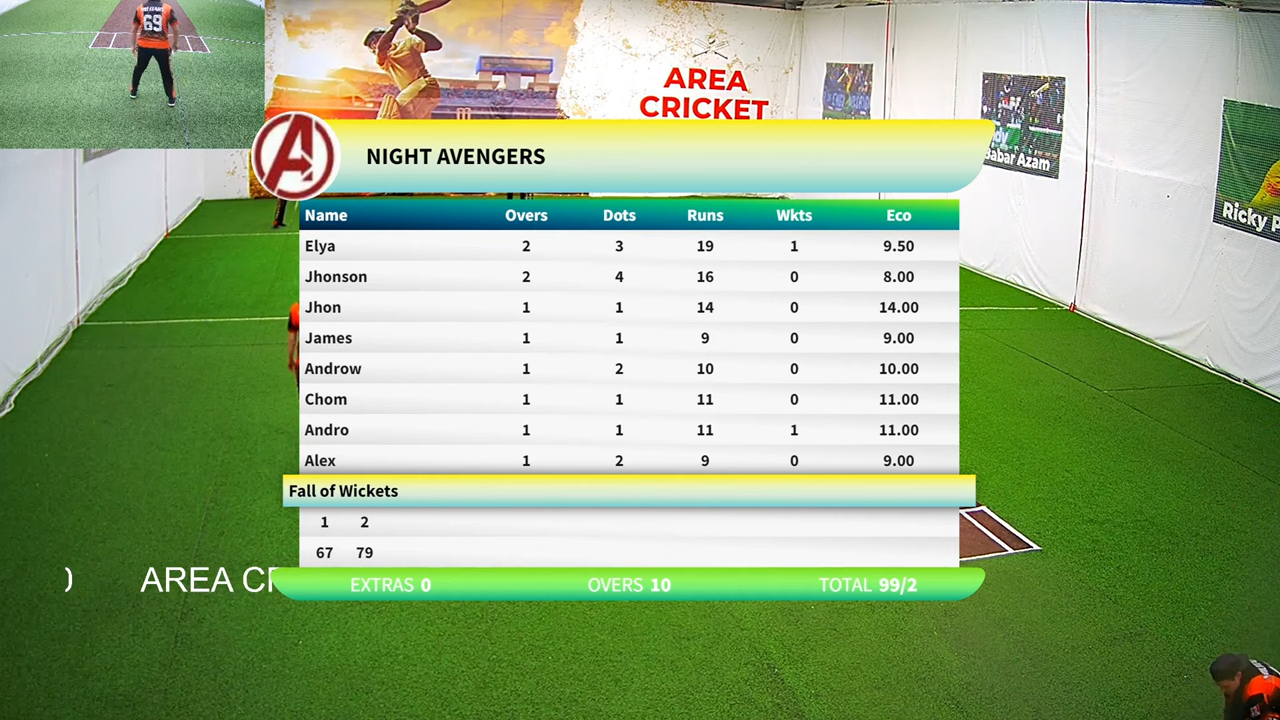 69
AREA
CRICKET
Babar Azam
Ricky P
NIGHT AVENGERS
Name Overs Dots Runs Wkts Eco
Elya 2 3 19 1 9.50
Jhonson 2 4 16 0 8.00
Jhon 1 1 14 0 14.00
James 1 1 9 0 9.00
Androw 1 2 10 0 10.00
Chom 1 1 11 0 11.00
Andro 1 1 11 1 11.00
Alex 1 2 9 0 9.00
Fall of Wickets
1 2
67 79
) AREA CR
EXTRAS 0 OVERS 10 TOTAL 99/2